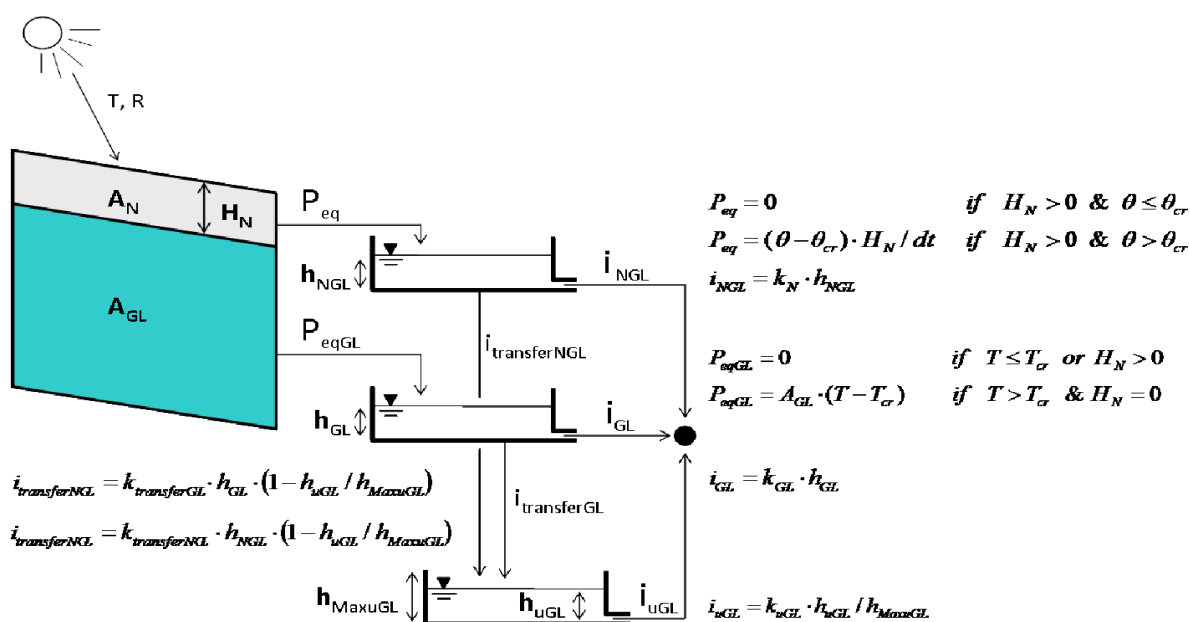 T, R
A_N
H_N
P_eq
P_eq = 0 if H_N > 0 & θ ≤ θ_cr
P_eq = (θ − θ_cr) · H_N / dt if H_N > 0 & θ > θ_cr
h_NGL
i_NGL
i_NGL = k_N · h_NGL
A_GL
P_eqGL
i_transferNGL
P_eqGL = 0 if T ≤ T_cr or H_N > 0
P_eqGL = A_GL · (T − T_cr) if T > T_cr & H_N = 0
h_GL
i_GL
i_transferNGL = k_transferGL · h_GL · (1 − h_uGL / h_MaxuGL)
i_transferGL
i_GL = k_GL · h_GL
i_transferNGL = k_transferNGL · h_NGL · (1 − h_uGL / h_MaxuGL)
h_MaxuGL
h_uGL
i_uGL
i_uGL = k_uGL · h_uGL / h_MaxuGL